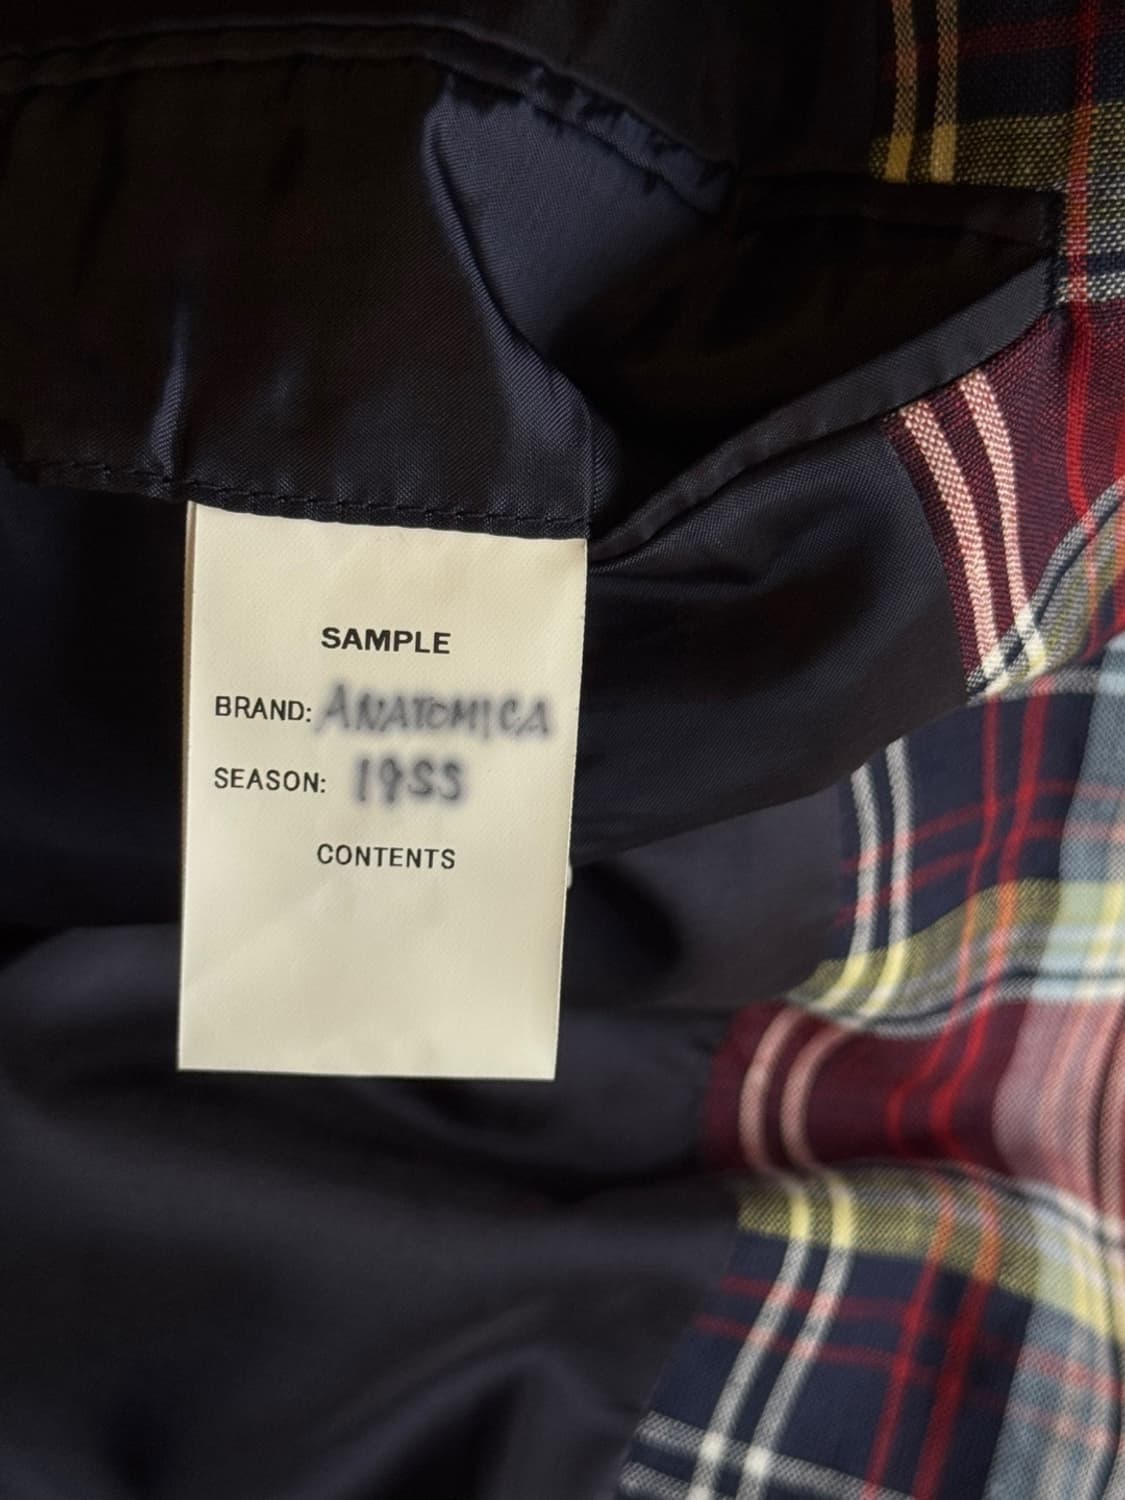 SAMPLE
BRAND: ANATOMICA
SEASON: 19SS
CONTENTS